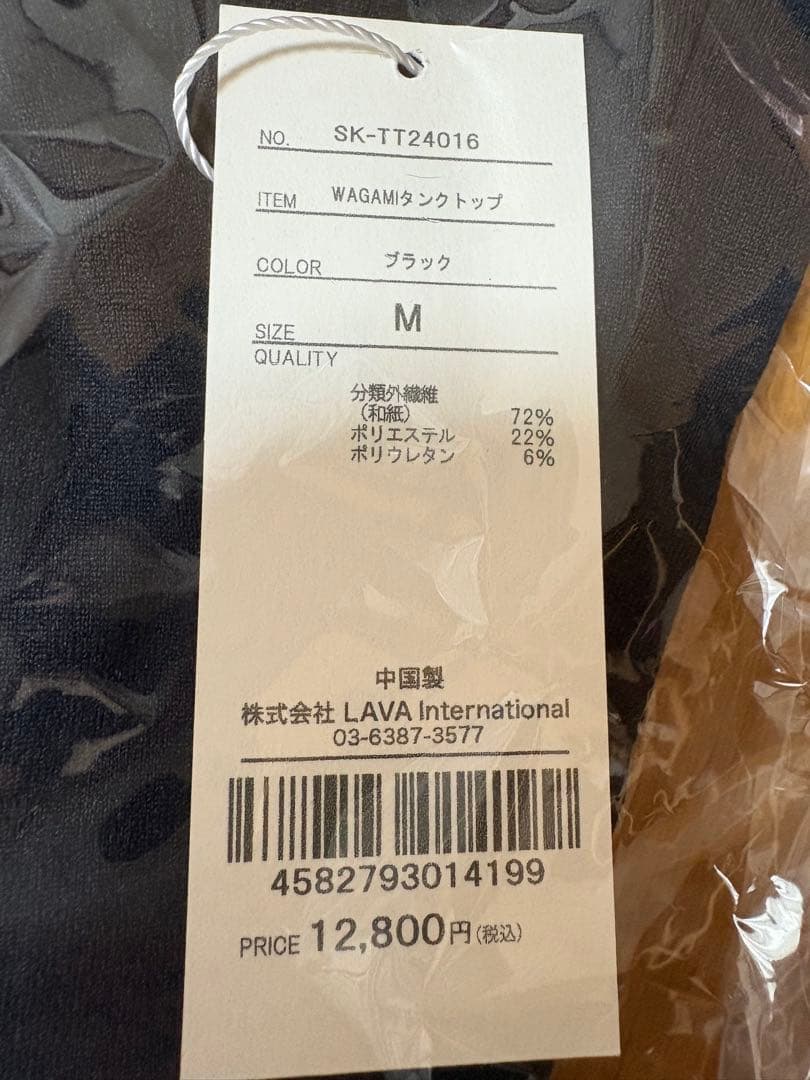 NO. SK-TT24016
ITEM WAGAMIタンクトップ
COLOR ブラック
SIZE M
QUALITY
分類外繊維
(和紙) 72%
ポリエステル 22%
ポリウレタン 6%
中国製
株式会社 LAVA International
03-6387-3577
4582793014199
PRICE 12,800円(税込)